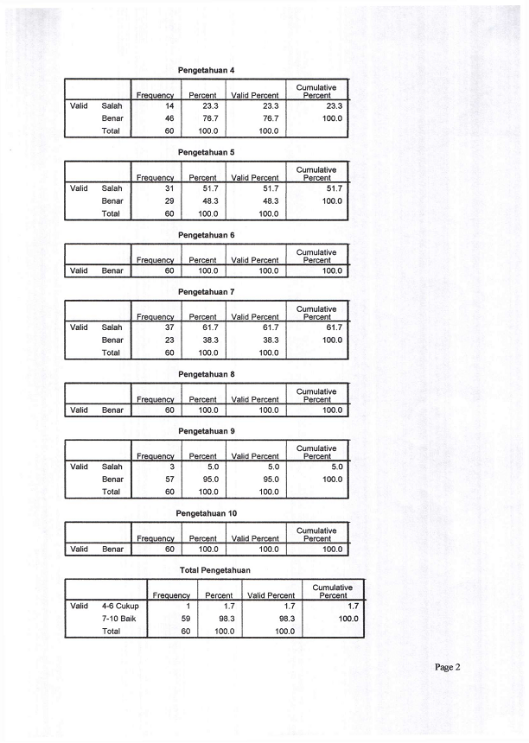 Pengetahuan 4
Frequency Percent Valid Percent Cumulative Percent
Valid Salah 14 23.3 23.3 23.3
Benar 46 76.7 76.7 100.0
Total 60 100.0 100.0
Pengetahuan 5
Frequency Percent Valid Percent Cumulative Percent
Valid Salah 31 51.7 51.7 51.7
Benar 29 48.3 48.3 100.0
Total 60 100.0 100.0
Pengetahuan 6
Frequency Percent Valid Percent Cumulative Percent
Valid Benar 60 100.0 100.0 100.0
Pengetahuan 7
Frequency Percent Valid Percent Cumulative Percent
Valid Salah 37 61.7 61.7 61.7
Benar 23 38.3 38.3 100.0
Total 60 100.0 100.0
Pengetahuan 8
Frequency Percent Valid Percent Cumulative Percent
Valid Benar 60 100.0 100.0 100.0
Pengetahuan 9
Frequency Percent Valid Percent Cumulative Percent
Valid Salah 3 5.0 5.0 5.0
Benar 57 95.0 95.0 100.0
Total 60 100.0 100.0
Pengetahuan 10
Frequency Percent Valid Percent Cumulative Percent
Valid Benar 60 100.0 100.0 100.0
Total Pengetahuan
Frequency Percent Valid Percent Cumulative Percent
Valid 4-6 Cukup 1 1.7 1.7 1.7
7-10 Baik 59 98.3 98.3 100.0
Total 60 100.0 100.0
Page 2